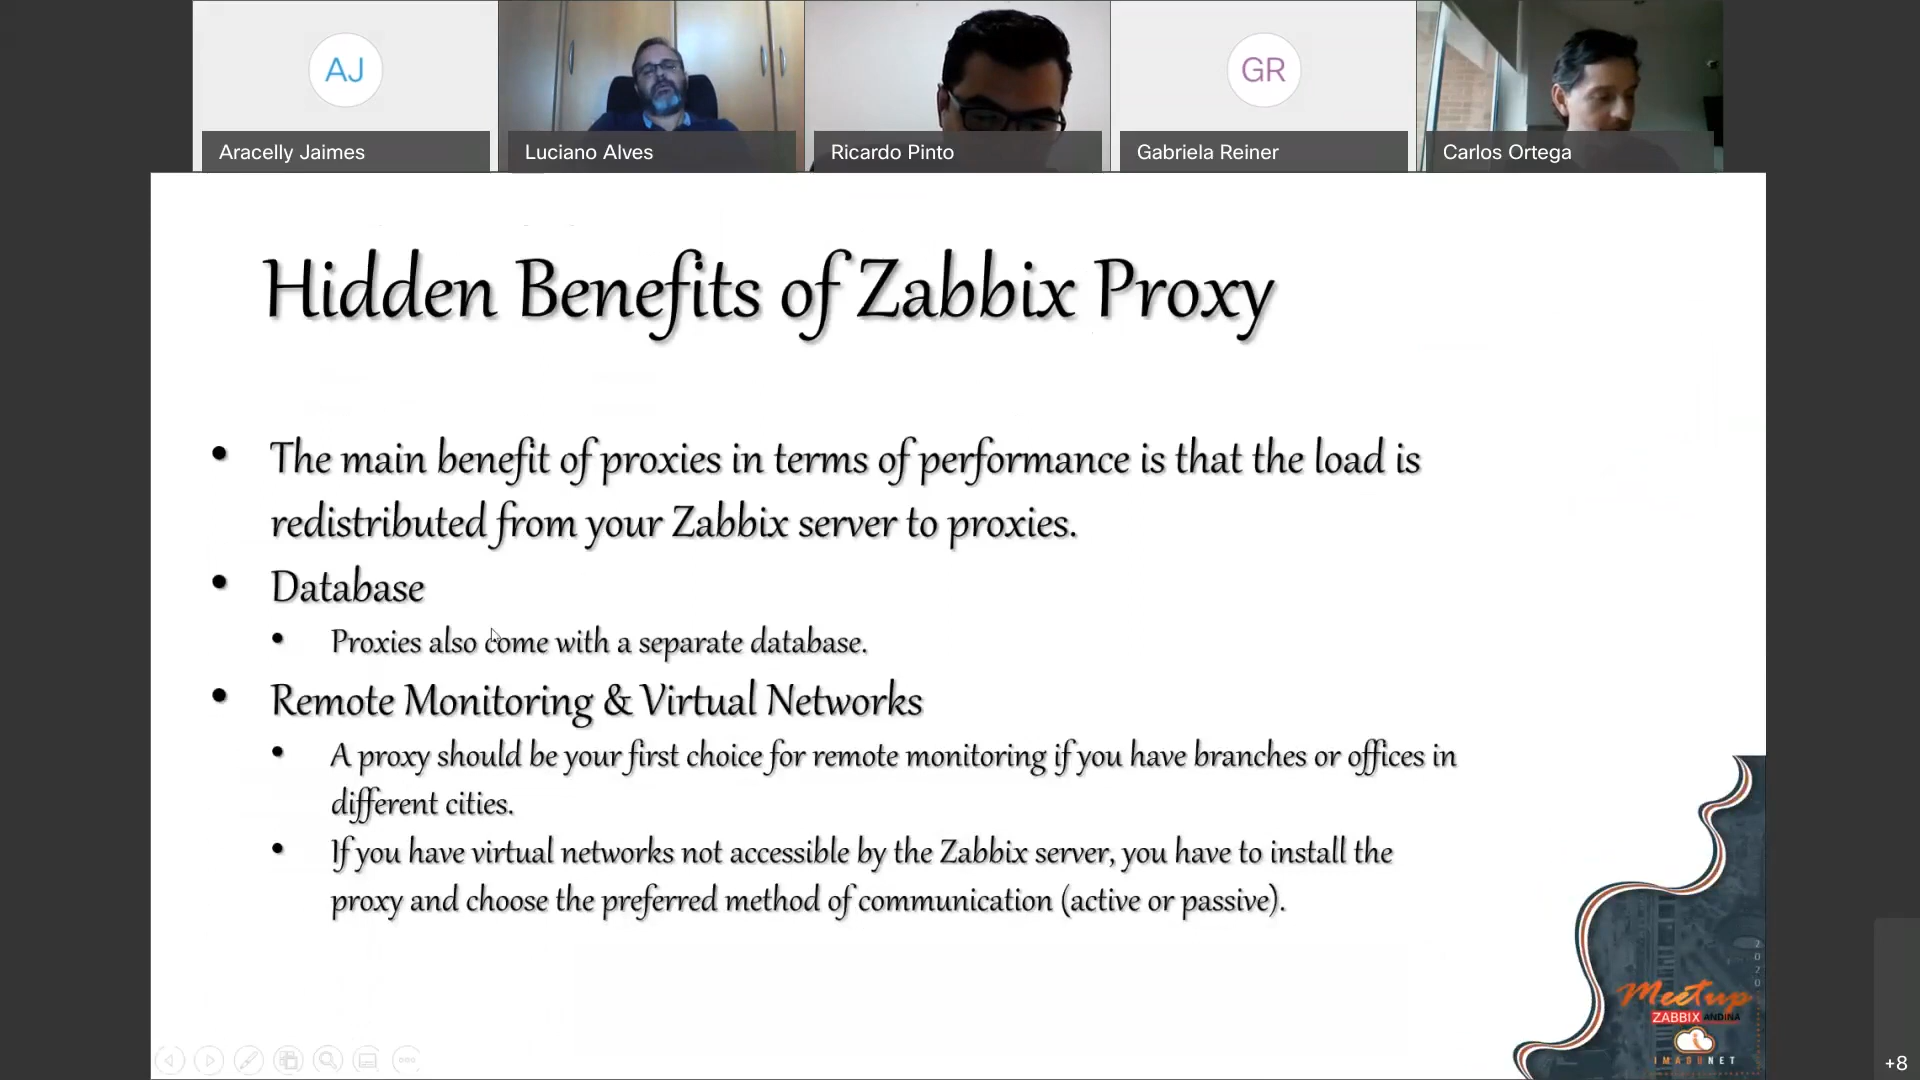 AJ
GR
Aracelly Jaimes
Luciano Alves
Ricardo Pinto
Gabriela Reiner
Carlos Ortega
Hidden Benefits of Zabbix Proxy
• The main benefit of proxies in terms of performance is that the load is
redistributed from your Zabbix server to proxies.
• Database
• Proxies also come with a separate database.
• Remote Monitoring & Virtual Networks
• A proxy should be your first choice for remote monitoring if you have branches or offices in
different cities.
• If you have virtual networks not accessible by the Zabbix server, you have to install the
proxy and choose the preferred method of communication (active or passive).
2020
Meetup
ZABBIX ANDINA
IMAGUNET
+8